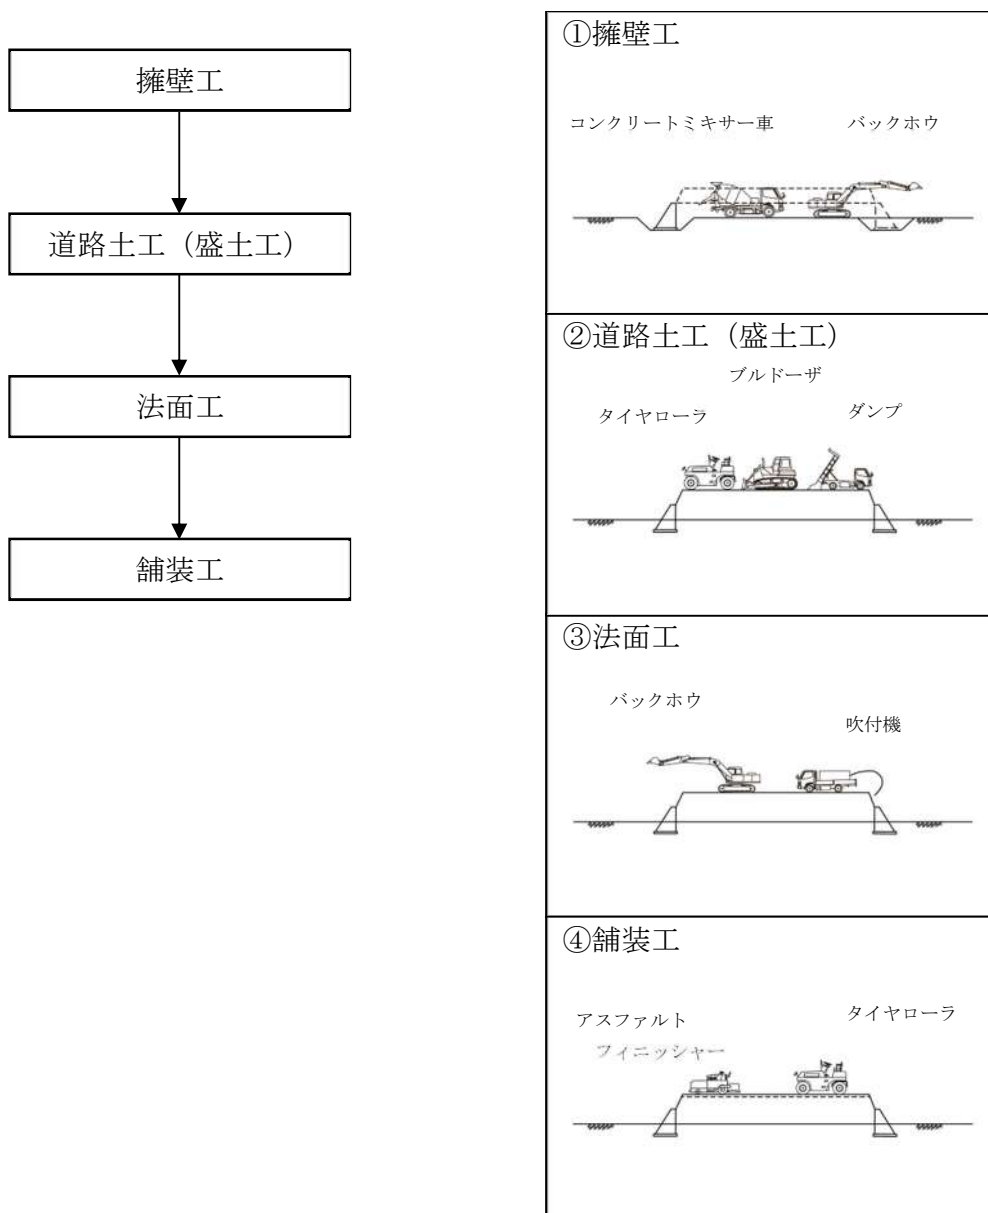 擁壁工
道路土工（盛土工）
法面工
舗装工
①擁壁工
コンクリートミキサー車
バックホウ
②道路土工（盛土工）
ブルドーザ
タイヤローラ
ダンプ
③法面工
バックホウ
吹付機
④舗装工
アスファルト
フィニッシャー
タイヤローラ